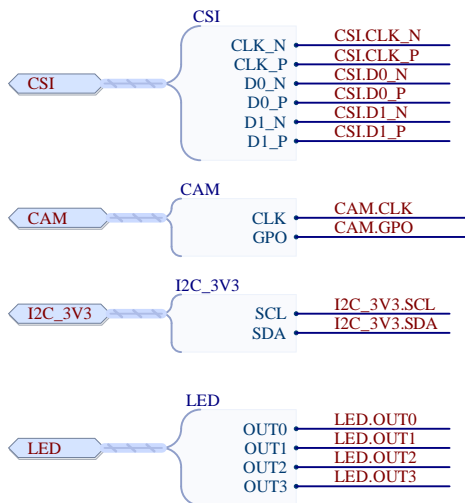 CSI
CLK_N CSI.CLK_N
CLK_P CSI.CLK_P
CSI D0_N CSI.D0_N
D0_P CSI.D0_P
D1_N CSI.D1_N
D1_P CSI.D1_P
CAM
CAM CLK CAM.CLK
GPO CAM.GPO
I2C_3V3
I2C_3V3 SCL I2C_3V3.SCL
SDA I2C_3V3.SDA
LED
OUT0 LED.OUT0
LED OUT1 LED.OUT1
OUT2 LED.OUT2
OUT3 LED.OUT3